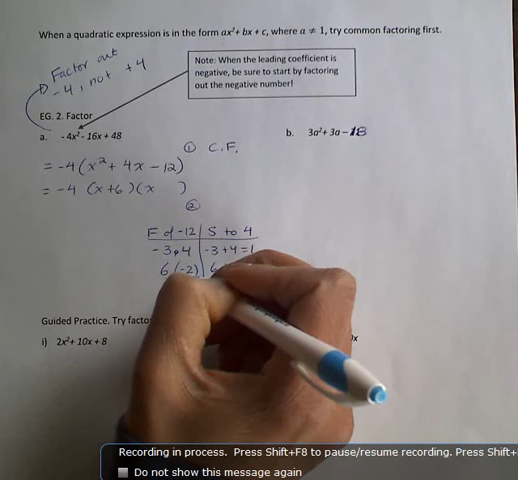 When a quadratic expression is in the form ax²+ bx + c, where a ≠ 1, try common factoring first.
Factor out
-4, not +4
Note: When the leading coefficient is
negative, be sure to start by factoring
out the negative number!
EG. 2. Factor
a. - 4x² - 16x + 48
b. 3a²+ 3a - 18
① C.F.
= -4(x² + 4x - 12)
= -4 (x+6)(x )
②
F of -12 | S to 4
-3, 4 | -3+4=1
6(-2) | 6
Guided Practice. Try facto
i) 2x²+ 10x + 8
x
Recording in process. Press Shift+F8 to pause/resume recording. Press Shift+
Do not show this message again